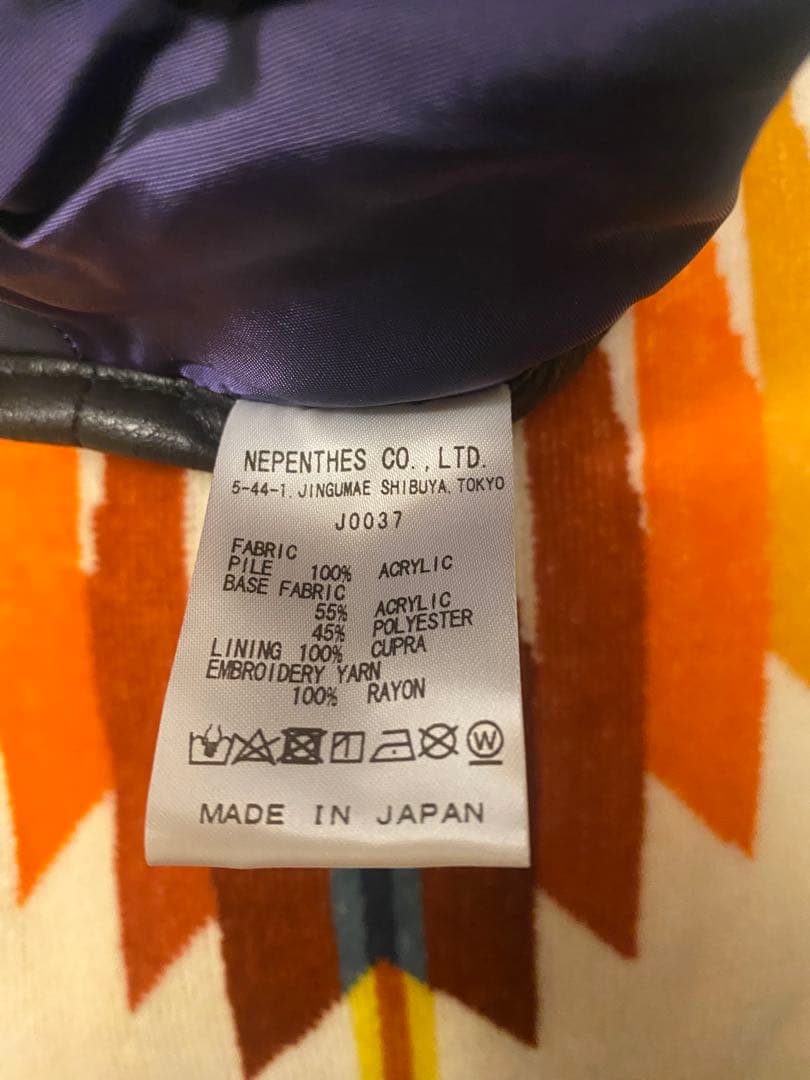 NEPENTHES CO.,LTD.
5-44-1, JINGUMAE SHIBUYA, TOKYO
J0037
FABRIC
PILE 100% ACRYLIC
BASE FABRIC
55% ACRYLIC
45% POLYESTER
LINING 100% CUPRA
EMBROIDERY YARN
100% RAYON
W
MADE IN JAPAN